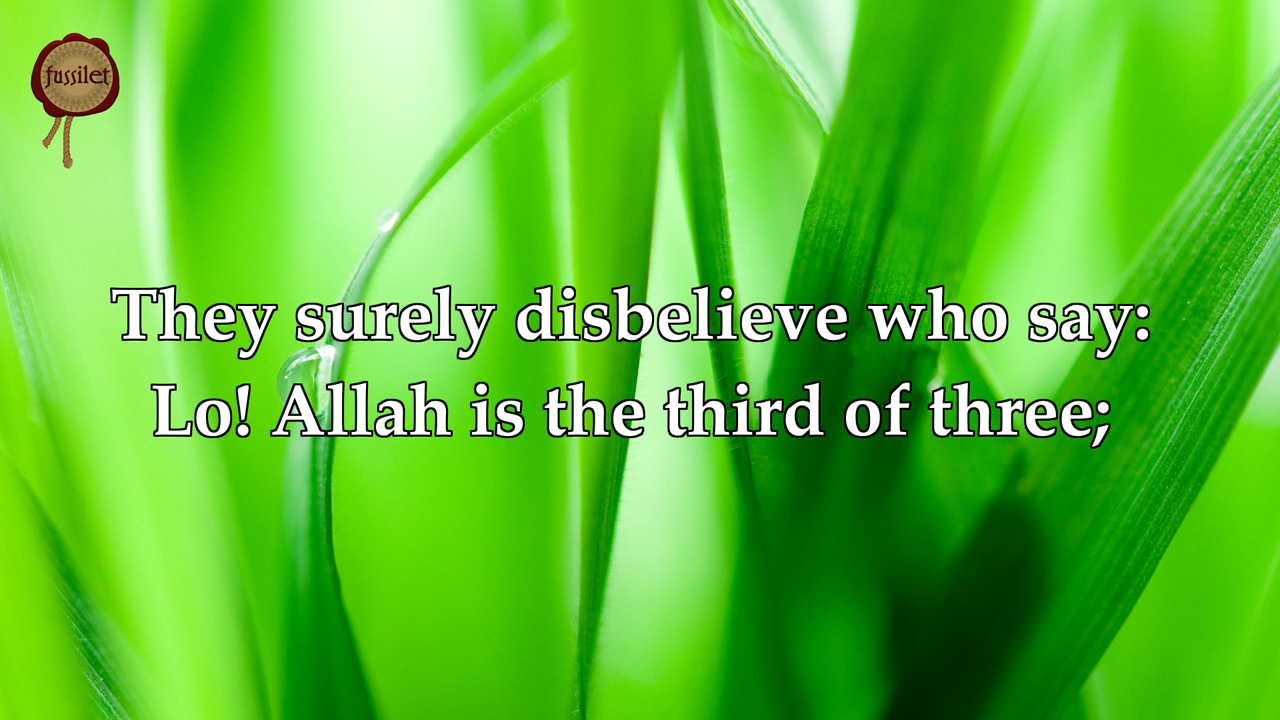 fussilet
They surely disbelieve who say:
Lo! Allah is the third of three;